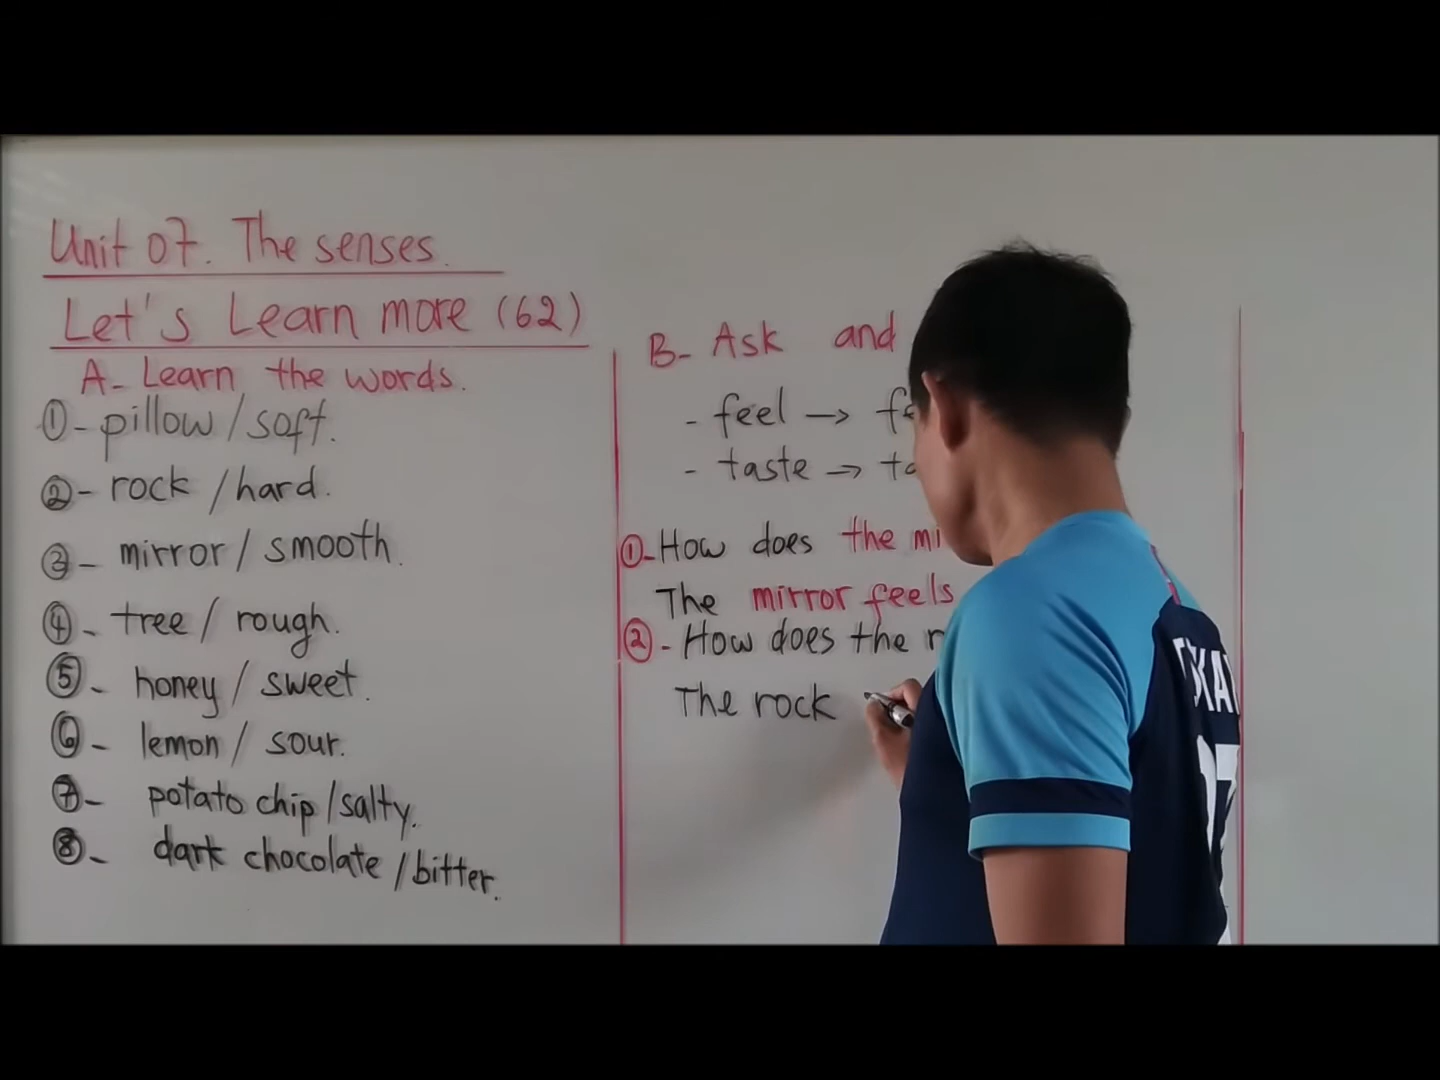 Unit 07. The senses.
Let's Learn more (62)
A- Learn the words.
①- pillow / soft.
②- rock / hard.
③- mirror / smooth.
④- tree / rough.
⑤- honey / sweet.
⑥- lemon / sour.
⑦- potato chip / salty.
⑧- dark chocolate / bitter.
B- Ask and
- feel →
- taste →
①- How does the
The mirror feels
②- How does the
The rock